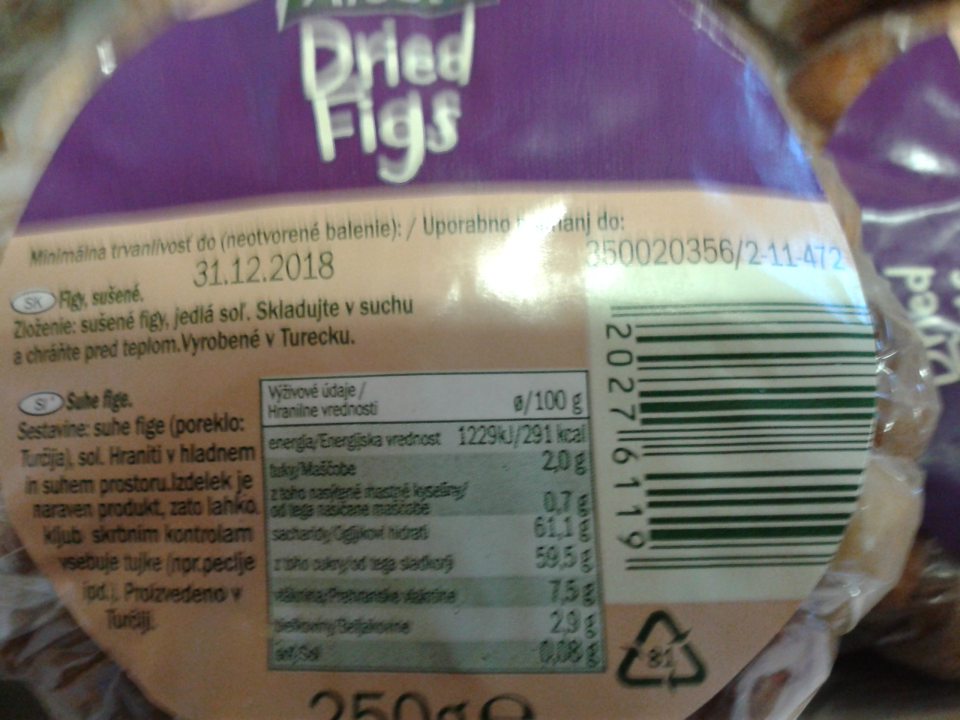 Dried
Figs
Minimálna trvanlivosť do (neotvorené balenie): / Uporabno do:
31.12.2018
350020356/2-11-472
SK Figy, sušené.
Zloženie: sušené figy, jedlá soľ. Skladujte v suchu
a chráňte pred teplom.Vyrobené v Turecku.
SI Suhe fige.
Sestavine: suhe fige (poreklo:
Turčija), sol. Hraniti v hladnem
in suhem prostoru.Izdelek je
naraven produkt, zato lahko,
kljub skrbnim kontrolam
vsebuje tujke (npr.peclje
ipd.). Proizvedeno v
Turčiji.
Výživové údaje /
Hranilne vrednosti ø/100 g
energia/Energijska vrednost 1229kJ/291 kcal
tuky/Maščobe 2,0 g
z toho nasýtené mastné kyseliny/
od tega nasičene maščobe 0,7 g
sacharidy/Ogljikovi hidrati 61,1 g
z toho cukry/od tega sladkorji 59,5 g
vláknina/Prehranske vlaknine 7,5 g
bielkoviny/Beljakovine 2,9 g
soľ/Sol 0,08 g
20276119
81
250g e
Dried